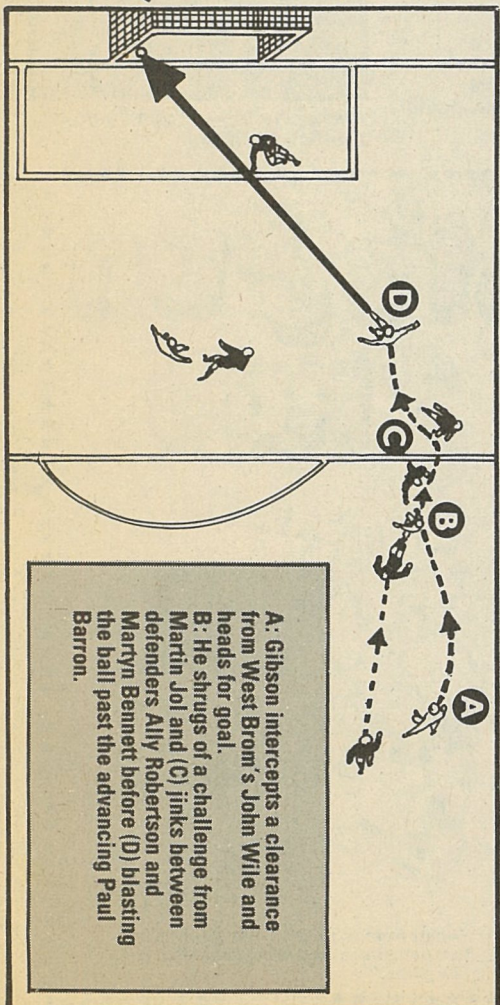 A
B
C
D
A: Gibson intercepts a clearance
from West Brom's John Wile and
heads for goal.
B: He shrugs of a challenge from
Martin Jol and (C) jinks between
defenders Ally Robertson and
Martyn Bennett before (D) blasting
the ball past the advancing Paul
Barron.